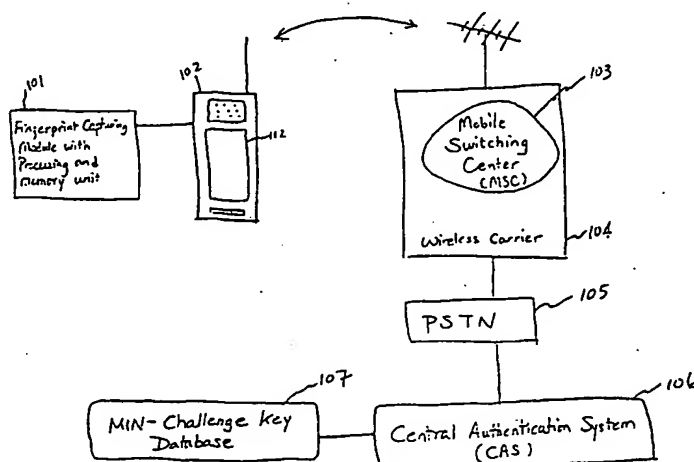 101
Fingerprint Capturing
Module with
Processing and
Memory unit
102
112
103
Mobile
Switching
Center
(MSC)
Wireless Carrier
104
PSTN
105
107
MIN-Challenge Key
Database
106
Central Authentication System
(CAS)